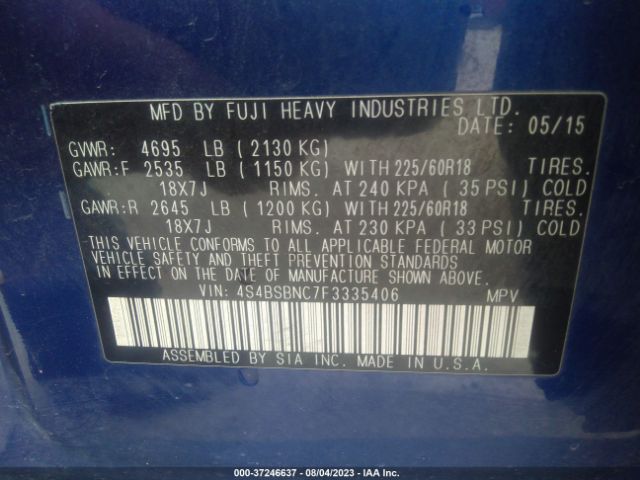 MFD BY FUJI HEAVY INDUSTRIES LTD.
DATE: 05/15
GVWR: 4695 LB (2130 KG)
GAWR:F 2535 LB (1150 KG) WITH 225/60R18 TIRES.
18X7J RIMS. AT 240 KPA (35 PSI) COLD
GAWR:R 2645 LB (1200 KG) WITH 225/60R18 TIRES.
18X7J RIMS. AT 230 KPA (33 PSI) COLD
THIS VEHICLE CONFORMS TO ALL APPLICABLE FEDERAL MOTOR
VEHICLE SAFETY AND THEFT PREVENTION STANDARDS
IN EFFECT ON THE DATE OF MANUFACTURE SHOWN ABOVE.
VIN: 4S4BSBNC7F3335406 MPV
ASSEMBLED BY SIA INC. MADE IN U.S.A.
000-37246637 - 08/04/2023 - IAA Inc.